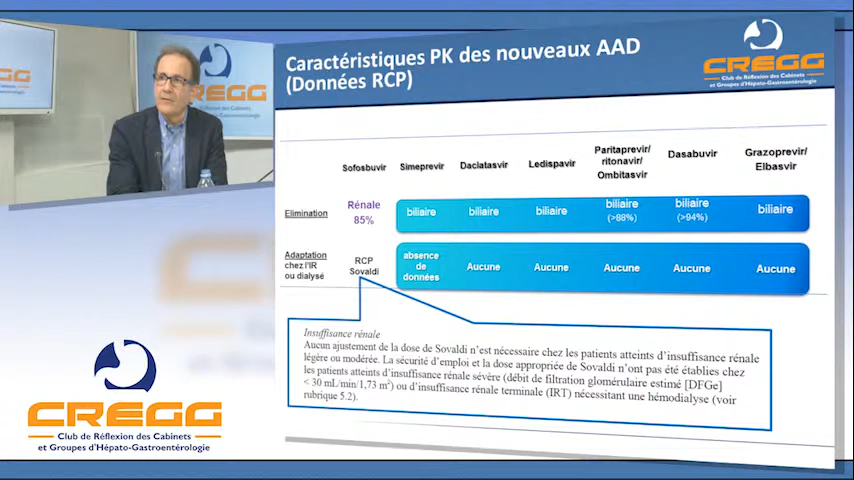 Caractéristiques PK des nouveaux AAD
(Données RCP)
CREGG
Club de Réflexion des Cabinets
et Groupes d'Hépato-Gastroentérologie
Sofosbuvir
Simeprevir
Daclatasvir
Ledispavir
Paritaprevir/
ritonavir/
Ombitasvir
Dasabuvir
Grazoprevir/
Elbasvir
Elimination
Rénale
85%
biliaire
biliaire
biliaire
biliaire
(>88%)
biliaire
(>94%)
biliaire
Adaptation
chez l'IR
ou dialysé
RCP
Sovaldi
absence
de
données
Aucune
Aucune
Aucune
Aucune
Aucune
Insuffisance rénale
Aucun ajustement de la dose de Sovaldi n'est nécessaire chez les patients atteints d'insuffisance rénale
légère ou modérée. La sécurité d'emploi et la dose appropriée de Sovaldi n'ont pas été établies chez
les patients atteints d'insuffisance rénale sévère (débit de filtration glomérulaire estimé [DFGe]
< 30 mL/min/1,73 m²) ou d'insuffisance rénale terminale (IRT) nécessitant une hémodialyse (voir
rubrique 5.2).
CREGG
Club de Réflexion des Cabinets
et Groupes d'Hépato-Gastroentérologie